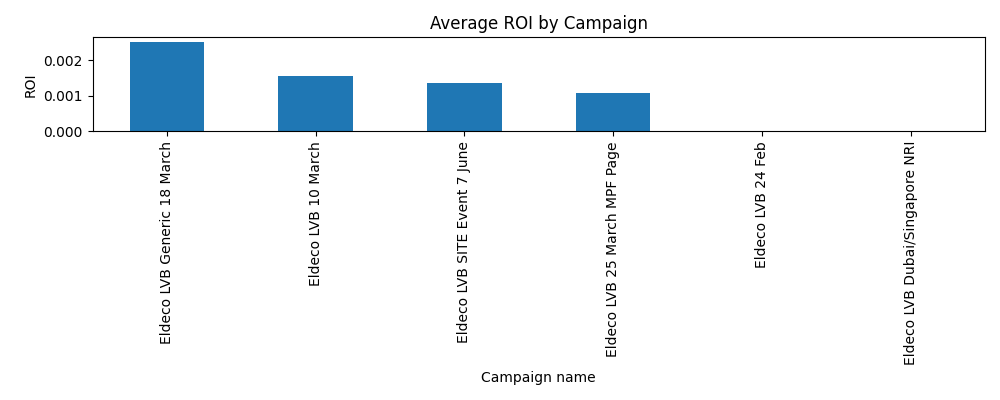 Average ROI by Campaign
ROI
0.002
0.001
0.000
Eldeco LVB Generic 18 March
Eldeco LVB 10 March
Eldeco LVB SITE Event 7 June
Eldeco LVB 25 March MPF Page
Eldeco LVB 24 Feb
Eldeco LVB Dubai/Singapore NRI
Campaign name